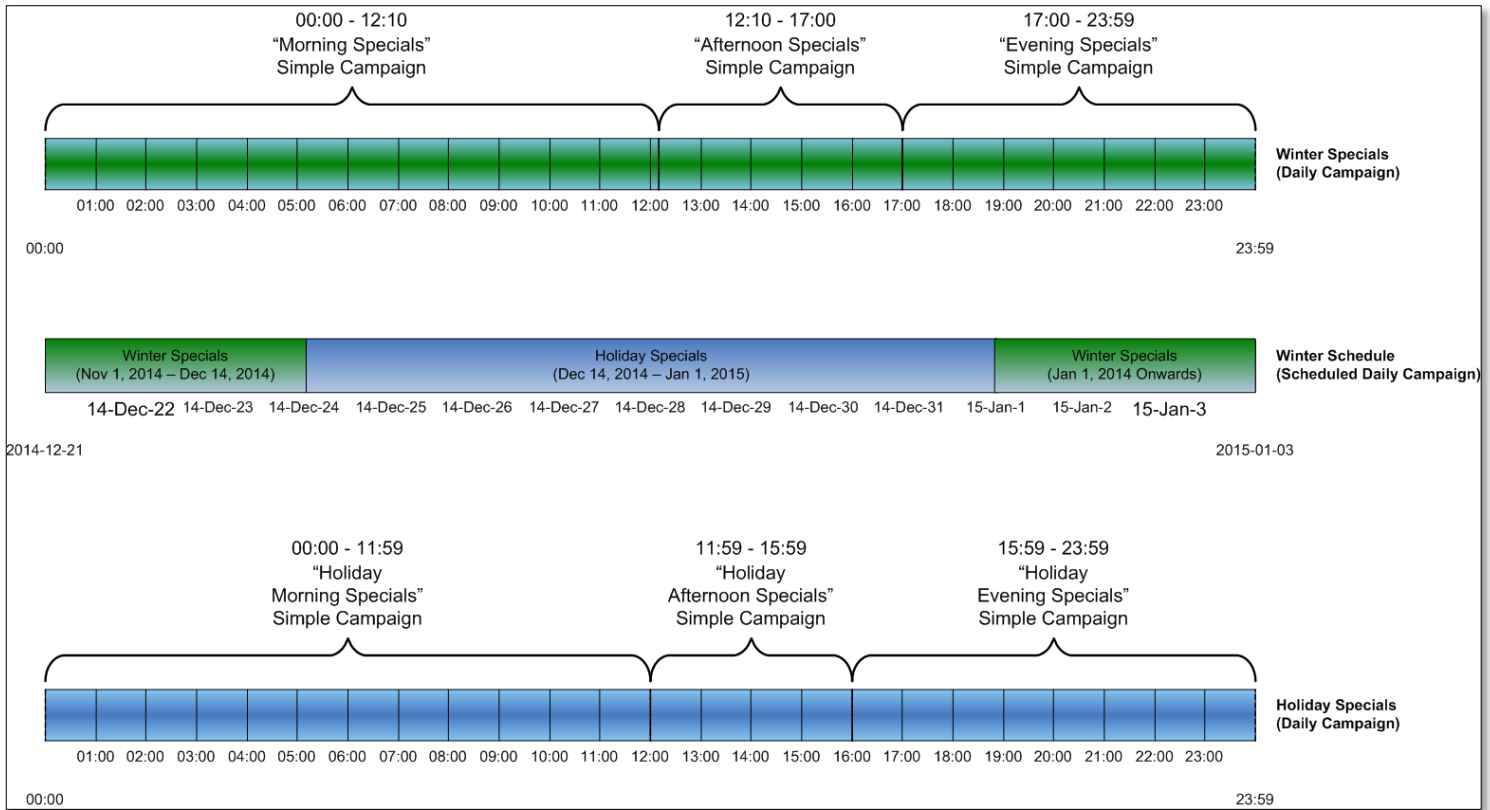 00:00 - 12:10
“Morning Specials”
Simple Campaign
12:10 - 17:00
“Afternoon Specials”
Simple Campaign
17:00 - 23:59
“Evening Specials”
Simple Campaign
Winter Specials
(Daily Campaign)
01:00 02:00 03:00 04:00 05:00 06:00 07:00 08:00 09:00 10:00 11:00 12:00 13:00 14:00 15:00 16:00 17:00 18:00 19:00 20:00 21:00 22:00 23:00
00:00 23:59
Winter Specials
(Nov 1, 2014 – Dec 14, 2014)
Holiday Specials
(Dec 14, 2014 – Jan 1, 2015)
Winter Specials
(Jan 1, 2014 Onwards)
Winter Schedule
(Scheduled Daily Campaign)
14-Dec-22 14-Dec-23 14-Dec-24 14-Dec-25 14-Dec-26 14-Dec-27 14-Dec-28 14-Dec-29 14-Dec-30 14-Dec-31 15-Jan-1 15-Jan-2 15-Jan-3
2014-12-21 2015-01-03
00:00 - 11:59
“Holiday
Morning Specials”
Simple Campaign
11:59 - 15:59
“Holiday
Afternoon Specials”
Simple Campaign
15:59 - 23:59
“Holiday
Evening Specials”
Simple Campaign
Holiday Specials
(Daily Campaign)
01:00 02:00 03:00 04:00 05:00 06:00 07:00 08:00 09:00 10:00 11:00 12:00 13:00 14:00 15:00 16:00 17:00 18:00 19:00 20:00 21:00 22:00 23:00
00:00 23:59